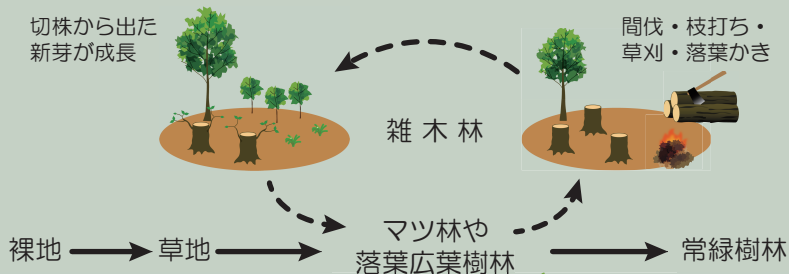 切株から出た
新芽が成長
間伐・枝打ち・
草刈・落葉かき
雑木林
裸地
草地
マツ林や
落葉広葉樹林
常緑樹林